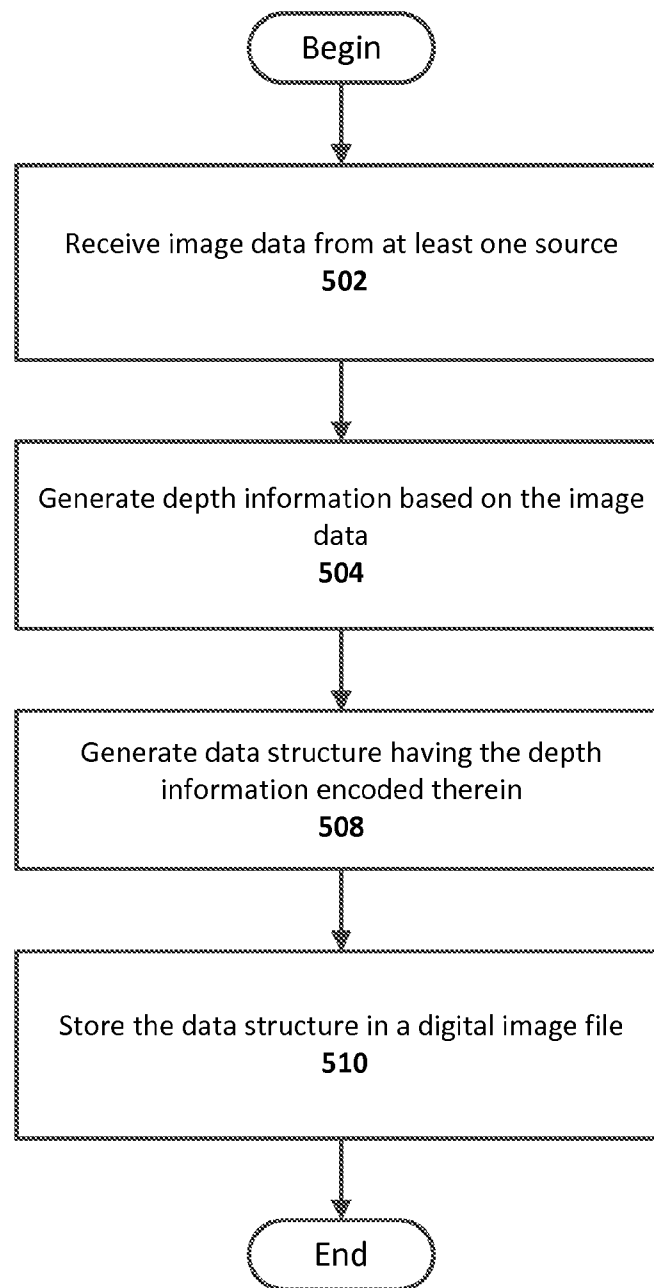 Begin
Receive image data from at least one source
502
Generate depth information based on the image
data
504
Generate data structure having the depth
information encoded therein
508
Store the data structure in a digital image file
510
End